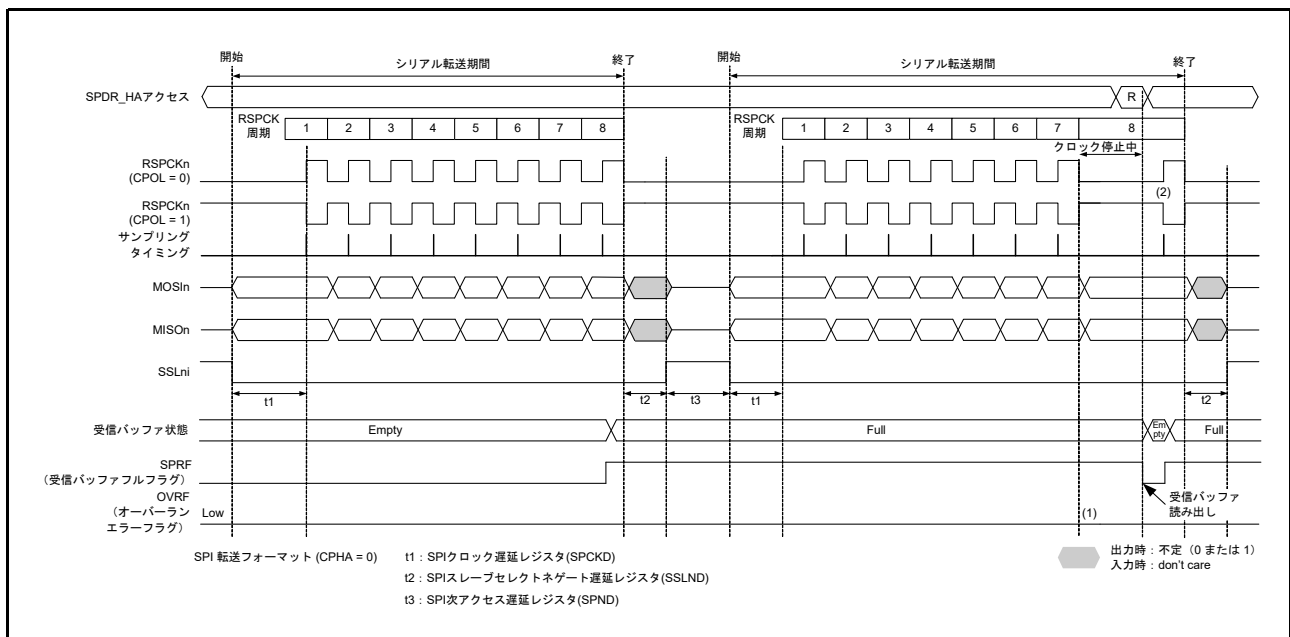 開始 シリアル転送期間 終了 開始 シリアル転送期間 終了
SPDR_HAアクセス R
RSPCK
周期 1 2 3 4 5 6 7 8
RSPCK
周期 1 2 3 4 5 6 7 8
クロック停止中
RSPCKn
(CPOL = 0)
(2)
RSPCKn
(CPOL = 1)
サンプリング
タイミング
MOSIn
MISOn
SSLni
t1 t2 t3 t1 t2
受信バッファ状態 Empty Full Em
pty Full
SPRF
(受信バッファフルフラグ)
受信バッファ
読み出し
OVRF
(オーバーラン
エラーフラグ) Low (1)
SPI 転送フォーマット (CPHA = 0)
t1:SPIクロック遅延レジスタ(SPCKD)
t2:SPIスレーブセレクトネゲート遅延レジスタ(SSLND)
t3:SPI次アクセス遅延レジスタ(SPND)
出力時:不定(0 または 1)
入力時:don't care